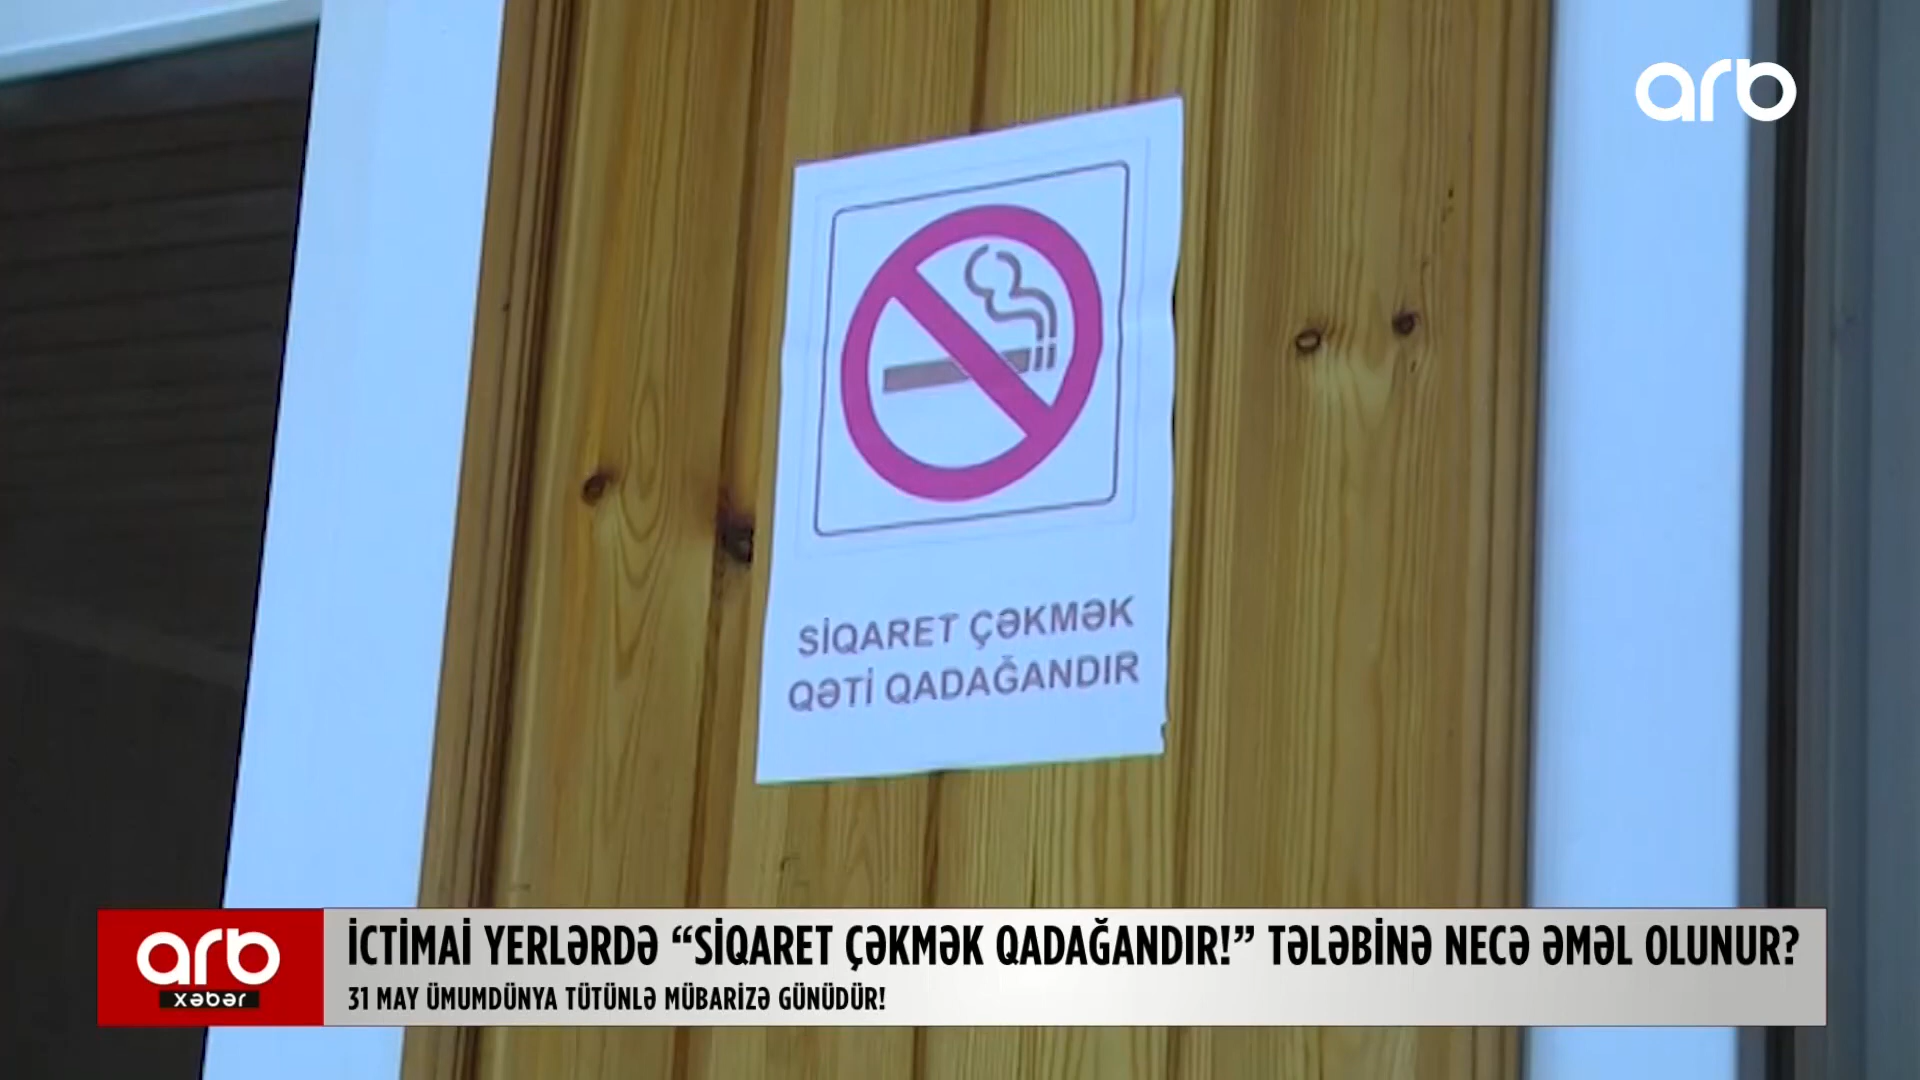 arb
SİQARET ÇƏKMƏK
QƏTİ QADAĞANDIR
arb
xəbər
İCTİMAİ YERLƏRDƏ “SİQARET ÇƏKMƏK QADAĞANDIR!” TƏLƏBİNƏ NECƏ ƏMƏL OLUNUR?
31 MAY ÜMUMDÜNYA TÜTÜNLƏ MÜBARİZƏ GÜNÜDÜR!